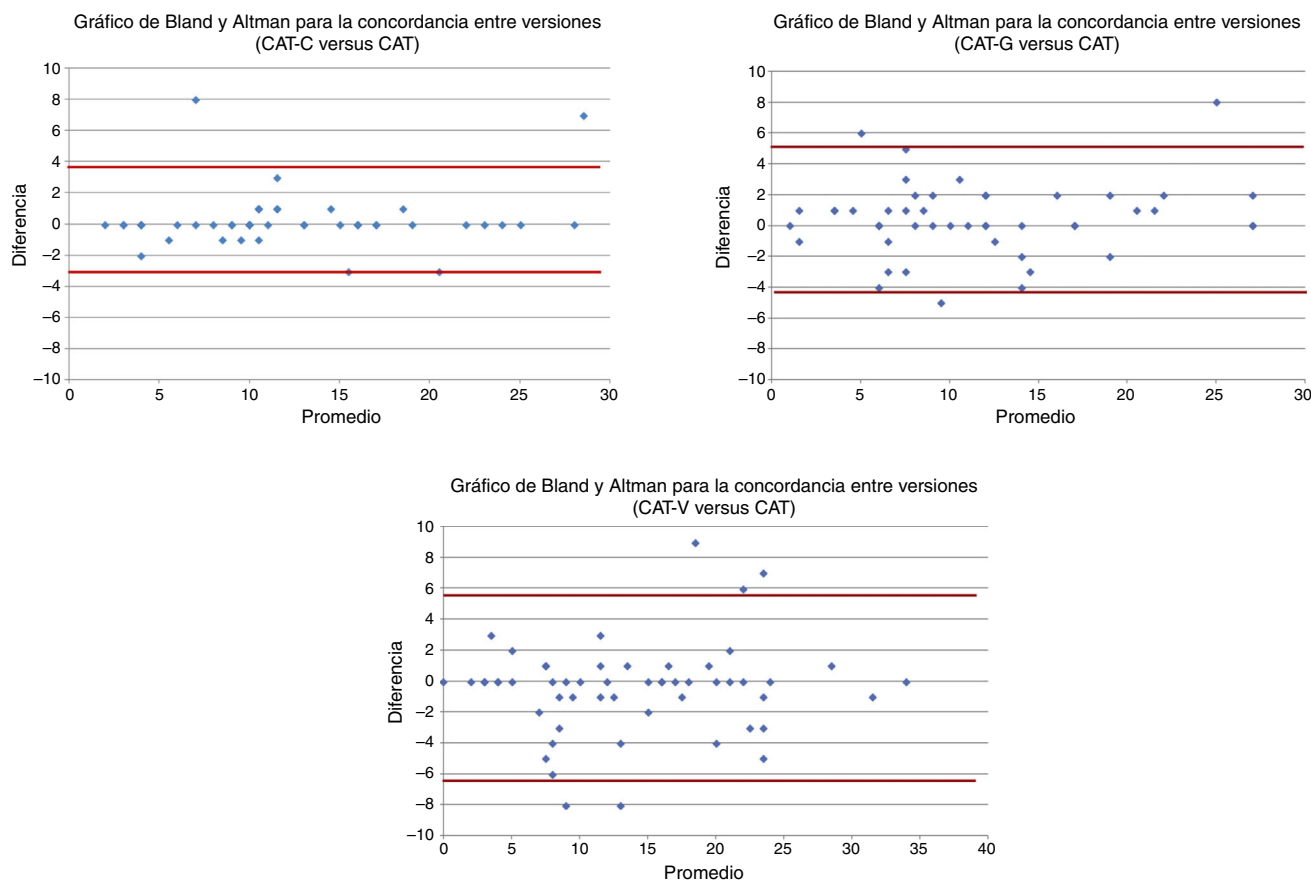 Gráfico de Bland y Altman para la concordancia entre versiones
(CAT-C versus CAT)
10
8
6
4
2
0
–2
–4
–6
–8
–10
Diferencia
0 5 10 15 20 25 30
Promedio
Gráfico de Bland y Altman para la concordancia entre versiones
(CAT-G versus CAT)
10
8
6
4
2
0
–2
–4
–6
–8
–10
Diferencia
0 5 10 15 20 25 30
Promedio
Gráfico de Bland y Altman para la concordancia entre versiones
(CAT-V versus CAT)
10
8
6
4
2
0
–2
–4
–6
–8
–10
Diferencia
0 5 10 15 20 25 30 35 40
Promedio